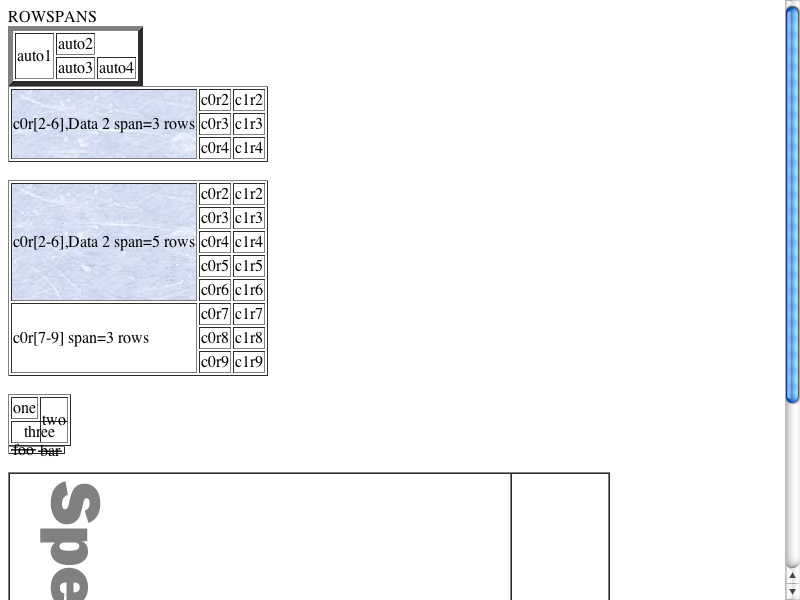 ROWSPANS
auto1 auto2
auto3 auto4
c0r[2-6],Data 2 span=3 rows c0r2 c1r2
c0r3 c1r3
c0r4 c1r4
c0r[2-6],Data 2 span=5 rows c0r2 c1r2
c0r3 c1r3
c0r4 c1r4
c0r5 c1r5
c0r6 c1r6
c0r[7-9] span=3 rows c0r7 c1r7
c0r8 c1r8
c0r9 c1r9
one two
three
foo bar
Spe